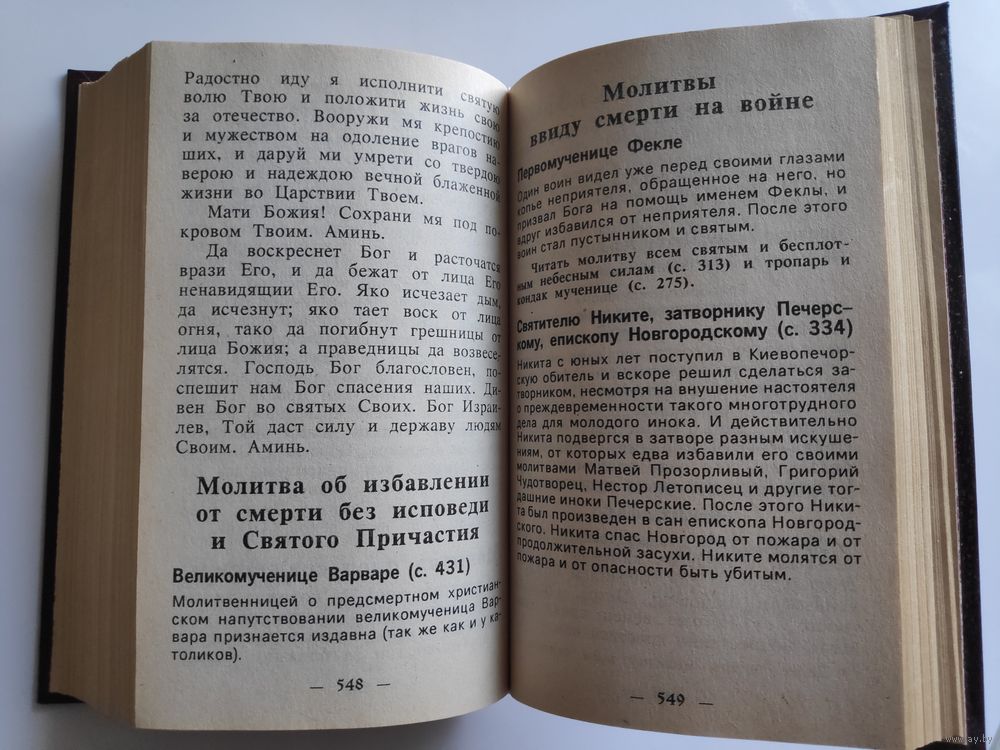 Радостно иду я исполнити святую
волю Твою и положити жизнь свою
за отечество. Вооружи мя крепостию
и мужеством на одоление врагов на-
ших, и даруй ми умрети со твердою
верою и надеждою вечной блаженной
жизни во Царствии Твоем.
Мати Божия! Сохрани мя под по-
кровом Твоим. Аминь.
Да воскреснет Бог и расточатся
врази Его, и да бежат от лица Его
ненавидящии Его. Яко исчезает дым,
да исчезнут; яко тает воск от лица
огня, тако да погибнут грешницы от
лица Божия; а праведницы да возвесе-
лятся. Господь Бог благословен, по-
спешит нам Бог спасения наших. Ди-
вен Бог во святых Своих. Бог Израи-
лев, Той даст силу и державу людям
Своим. Аминь.
Молитва об избавлении
от смерти без исповеди
и Святого Причастия
Великомученице Варваре (с. 431)
Молитвенницей о предсмертном христиан-
ском напутствовании великомученица Вар-
вара признается издавна (так же как и у ка-
толиков).
— 548 —
Молитвы
ввиду смерти на войне
Первомученице Фекле
Один воин видел уже перед своими глазами
копье неприятеля, обращенное на него, но
призвал Бога на помощь именем Феклы, и
вдруг избавился от неприятеля. После этого
воин стал пустынником и святым.
Читать молитву всем святым и бесплот-
ным небесным силам (с. 313) и тропарь и
кондак мученице (с. 275).
Святителю Никите, затворнику Печерс-
кому, епископу Новгородскому (с. 334)
Никита с юных лет поступил в Киевопечор-
скую обитель и вскоре решил сделаться за-
творником, несмотря на внушение настоятеля
о преждевременности такого многотрудного
дела для молодого инока. И действительно
Никита подвергся в затворе разным искуше-
ниям, от которых едва избавили его своими
молитвами Матвей Прозорливый, Григорий
Чудотворец, Нестор Летописец и другие тог-
дашние иноки Печерские. После этого Ники-
та был произведен в сан епископа Новгород-
ского. Никита спас Новгород от пожара и от
продолжительной засухи. Никите молятся от
пожара и от опасности быть убитым.
— 549 —
www.ay.by